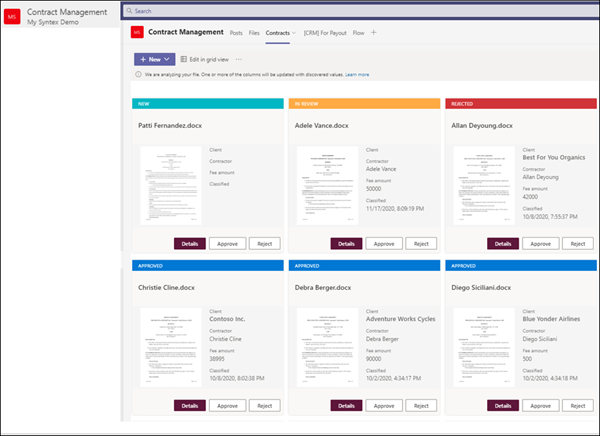 MS
Contract Management
My Syntex Demo
Search
MS
Contract Management
Posts
Files
Contracts
[CRM] For Payout
Flow
+
+ New
Edit in grid view
...
We are analyzing your file. One or more of the columns will be updated with discovered values. Learn more
NEW
Patti Fernandez.docx
Client
Contractor
Fee amount
Classified
Details
Approve
Reject
IN REVIEW
Adele Vance.docx
Client
Contractor
Adele Vance
Fee amount
50000
Classified
11/17/2020, 8:09:19 PM
Details
Approve
Reject
REJECTED
Allan Deyoung.docx
Client
Best For You Organics
Contractor
Allan Deyoung
Fee amount
42000
Classified
10/8/2020, 7:55:37 PM
Details
Approve
Reject
APPROVED
Christie Cline.docx
Client
Contoso Inc.
Contractor
Christie Cline
Fee amount
38995
Classified
10/8/2020, 8:02:38 PM
Details
Approve
Reject
APPROVED
Debra Berger.docx
Client
Adventure Works Cycles
Contractor
Debra Berger
Fee amount
90000
Classified
10/2/2020, 4:34:17 PM
Details
Approve
Reject
APPROVED
Diego Siciliani.docx
Client
Blue Yonder Airlines
Contractor
Diego Siciliani
Fee amount
500
Classified
10/2/2020, 4:34:18 PM
Details
Approve
Reject